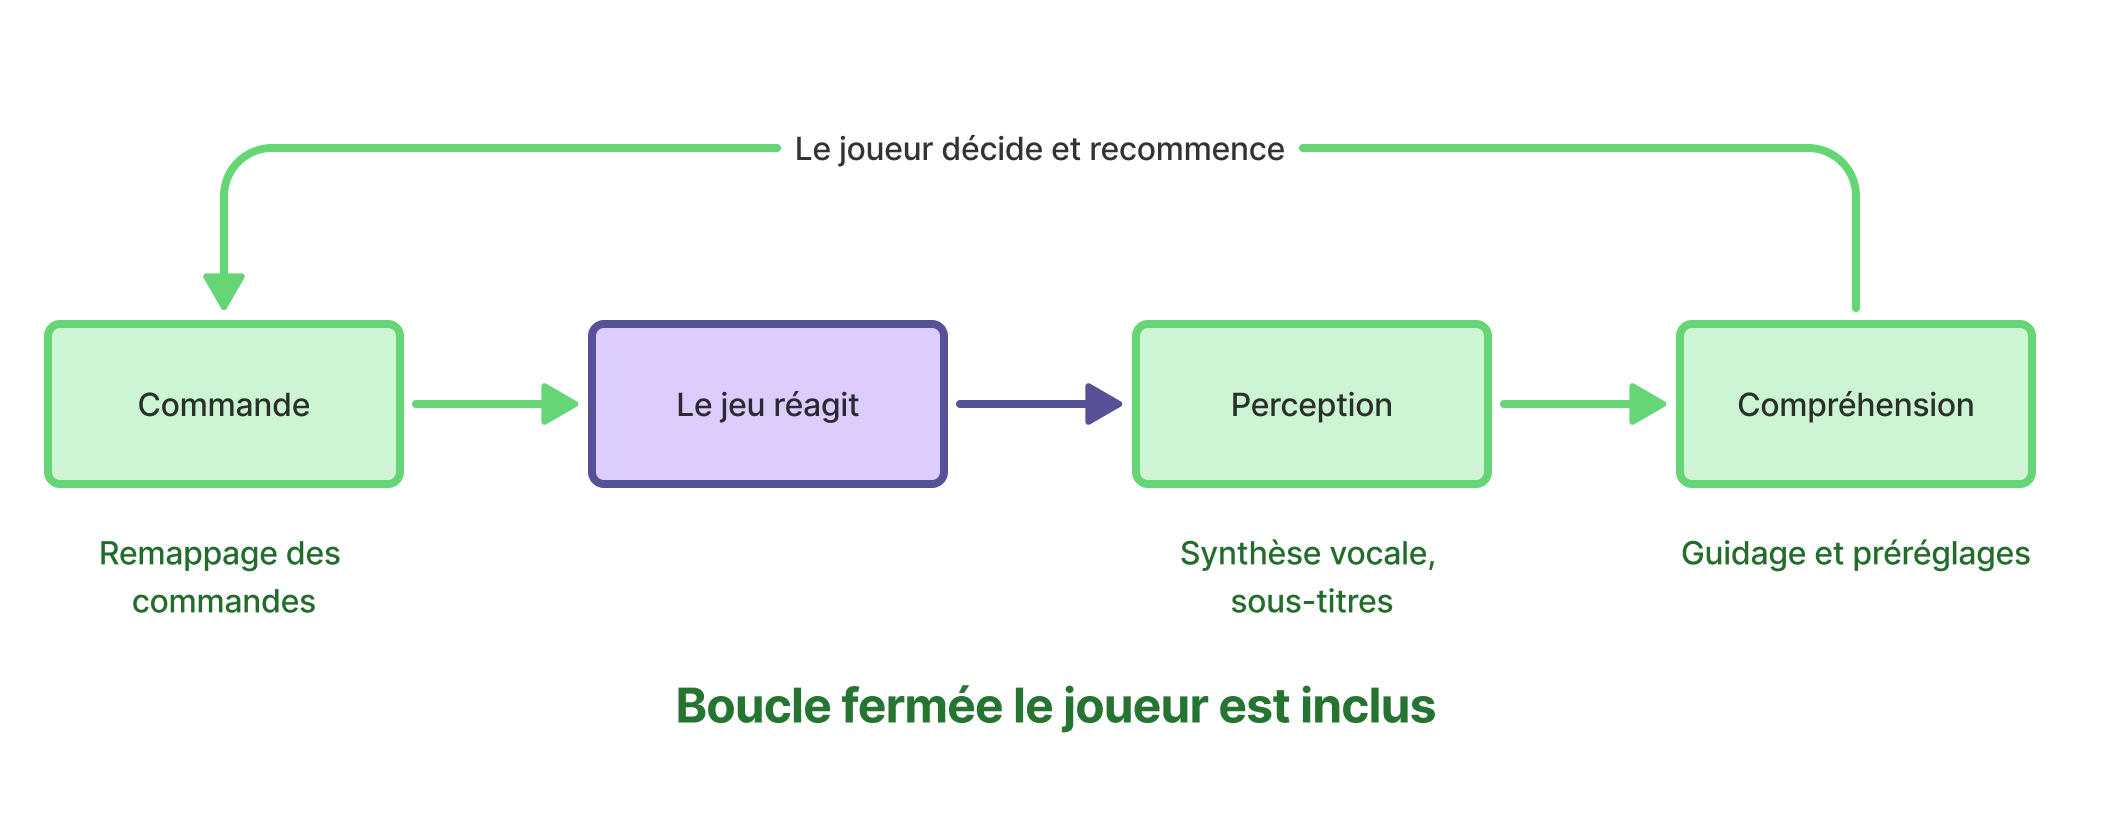 Le joueur décide et recommence
Commande
Le jeu réagit
Perception
Compréhension
Remappage des
commandes
Synthèse vocale,
sous-titres
Guidage et préréglages
Boucle fermée le joueur est inclus